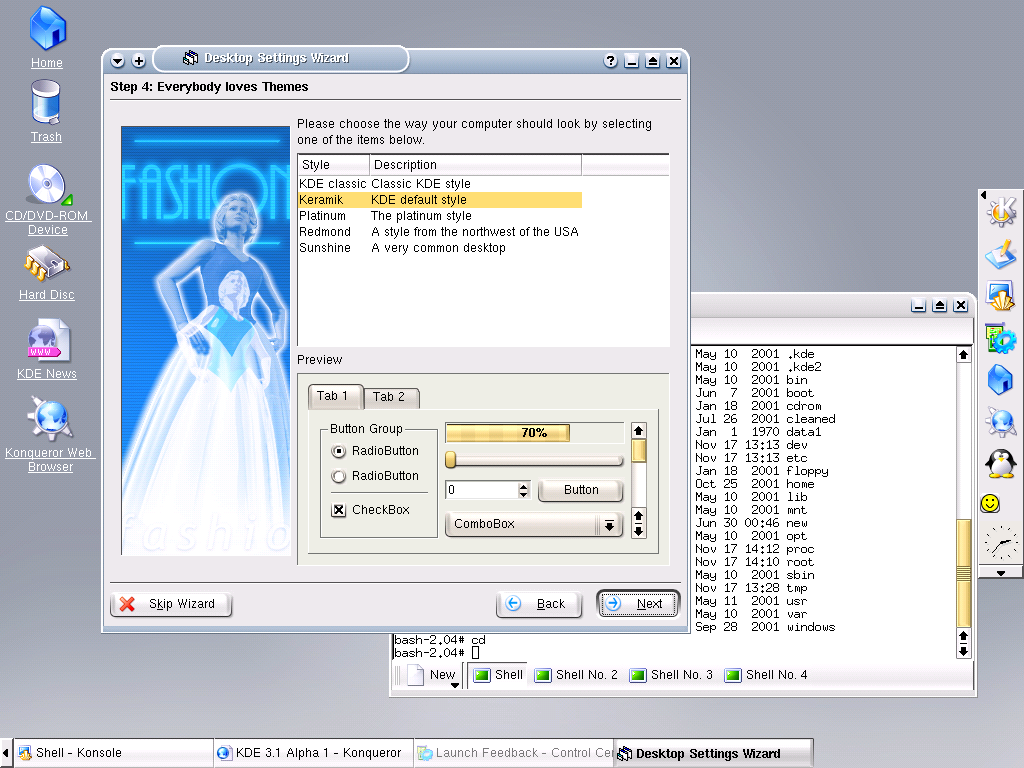 Home
Trash
CD/DVD-ROM
Device
Hard Disc
WWW
KDE News
Konqueror Web
Browser
Desktop Settings Wizard
Step 4: Everybody loves Themes
FASHION
fashio
Please choose the way your computer should look by selecting
one of the items below.
Style Description
KDE classic Classic KDE style
Keramik KDE default style
Platinum The platinum style
Redmond A style from the northwest of the USA
Sunshine A very common desktop
Preview
Tab 1 Tab 2
Button Group
RadioButton
RadioButton
CheckBox
70%
0
Button
ComboBox
Skip Wizard
Back
Next
May 10 2001 .kde
May 10 2001 .kde2
May 10 2001 bin
Jun 7 2001 boot
Jan 18 2001 cdrom
Jul 26 2001 cleaned
Jan 1 1970 data1
Nov 17 13:13 dev
Nov 17 13:13 etc
Jan 18 2001 floppy
Oct 25 2001 home
May 10 2001 lib
May 10 2001 mnt
Jun 30 00:46 new
May 10 2001 opt
Nov 17 14:12 proc
Nov 17 14:10 root
May 10 2001 sbin
Nov 17 13:28 tmp
May 11 2001 usr
May 10 2001 var
Sep 28 2001 windows
bash-2.04# cd
bash-2.04#
New Shell Shell No. 2 Shell No. 3 Shell No. 4
Shell - Konsole
KDE 3.1 Alpha 1 - Konqueror
Launch Feedback - Control Cen
Desktop Settings Wizard